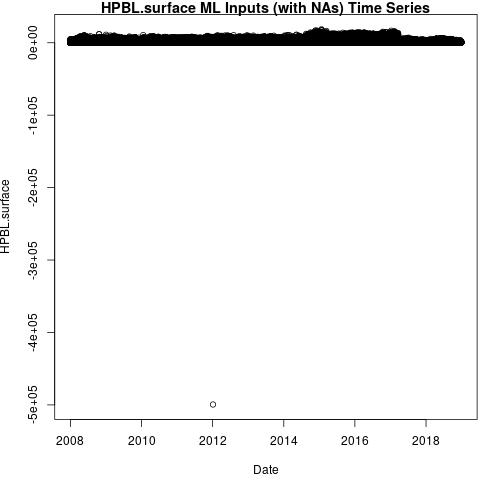 HPBL.surface ML Inputs (with NAs) Time Series
HPBL.surface
0e+00
-1e+05
-2e+05
-3e+05
-4e+05
-5e+05
2008 2010 2012 2014 2016 2018
Date